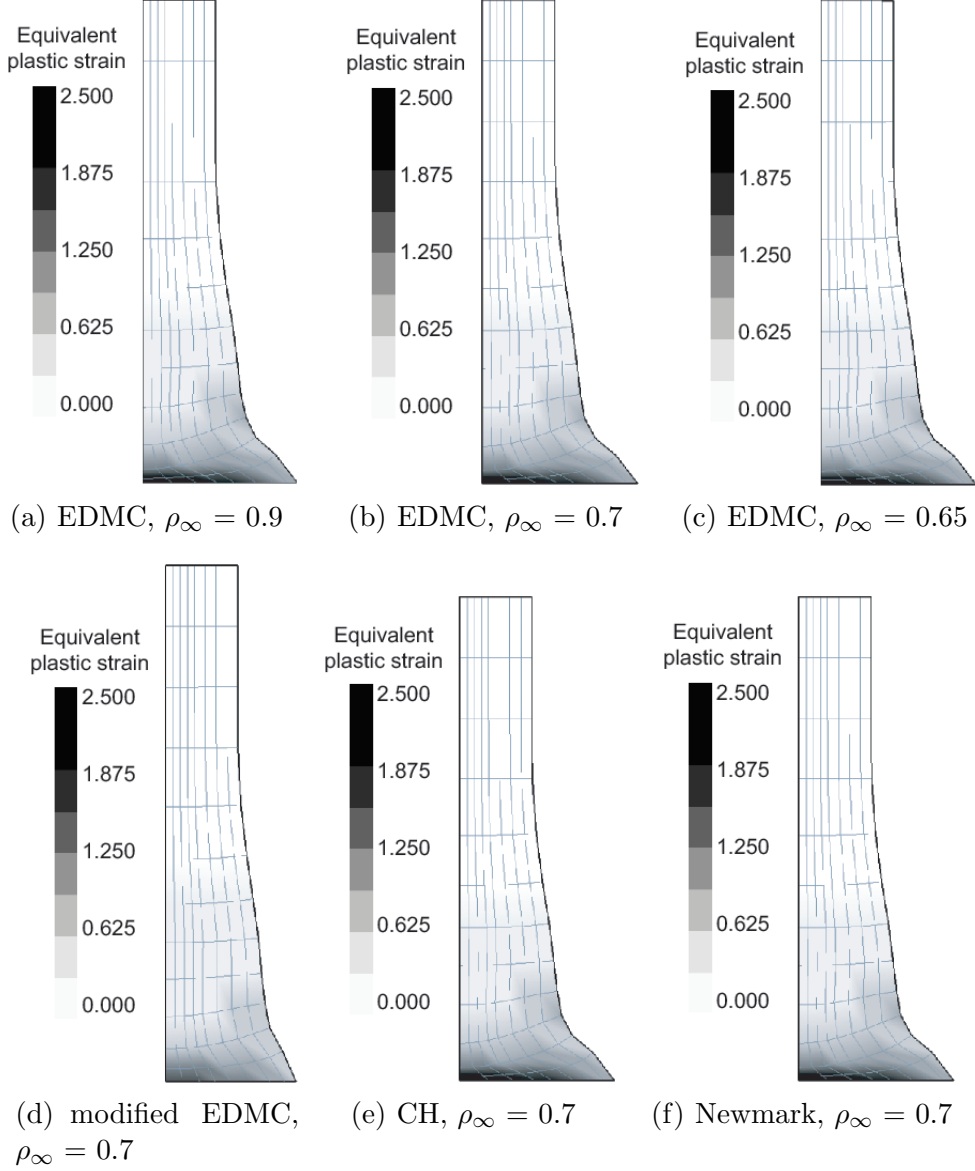 Equivalent
plastic strain
2.500
1.875
1.250
0.625
0.000
(a) EDMC, ρ∞ = 0.9
Equivalent
plastic strain
2.500
1.875
1.250
0.625
0.000
(b) EDMC, ρ∞ = 0.7
Equivalent
plastic strain
2.500
1.875
1.250
0.625
0.000
(c) EDMC, ρ∞ = 0.65
Equivalent
plastic strain
2.500
1.875
1.250
0.625
0.000
(d) modified EDMC,
ρ∞ = 0.7
Equivalent
plastic strain
2.500
1.875
1.250
0.625
0.000
(e) CH, ρ∞ = 0.7
Equivalent
plastic strain
2.500
1.875
1.250
0.625
0.000
(f) Newmark, ρ∞ = 0.7